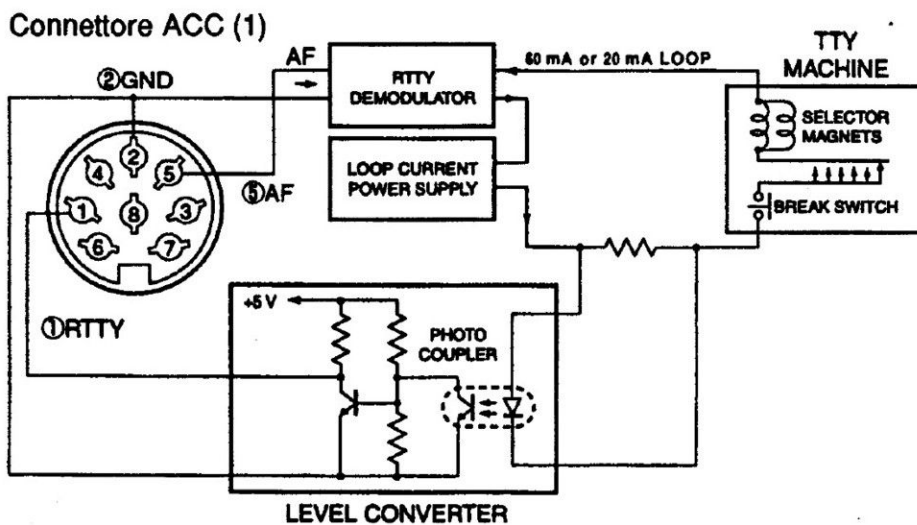 Connettore ACC (1)
②GND
AF
RTTY
DEMODULATOR
60 mA or 20 mA LOOP
TTY
MACHINE
SELECTOR
MAGNETS
BREAK SWITCH
LOOP CURRENT
POWER SUPPLY
2
4
5
1
8
3
6
7
⑤AF
①RTTY
+5 V
PHOTO
COUPLER
LEVEL CONVERTER